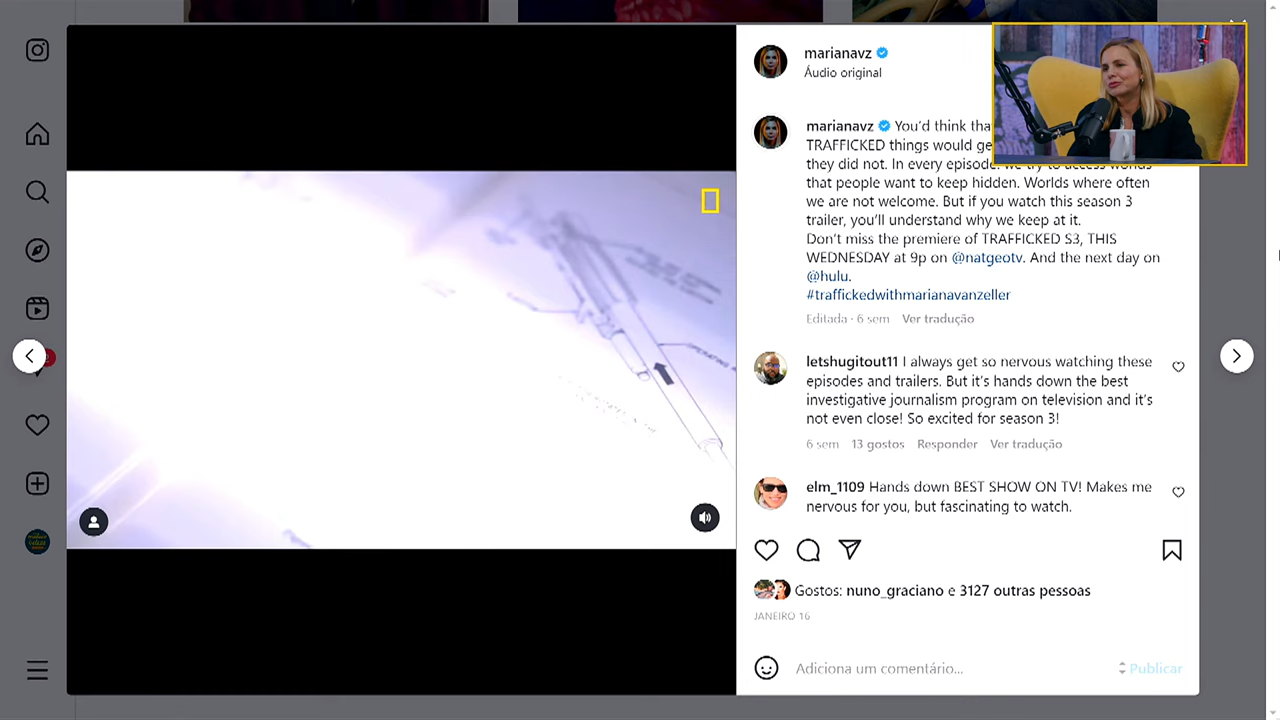 marianavz
Áudio original
marianavz You'd think tha
TRAFFICKED things would ge
they did not. In every episode, we try to access worlds
that people want to keep hidden. Worlds where often
we are not welcome. But if you watch this season 3
trailer, you'll understand why we keep at it.
Don't miss the premiere of TRAFFICKED S3, THIS
WEDNESDAY at 9p on @natgeotv. And the next day on
@hulu.
#traffickedwithmarianavanzeller
Editada · 6 sem Ver tradução
letshugitout11 I always get so nervous watching these
episodes and trailers. But it's hands down the best
investigative journalism program on television and it's
not even close! So excited for season 3!
6 sem 13 gostos Responder Ver tradução
elm_1109 Hands down BEST SHOW ON TV! Makes me
nervous for you, but fascinating to watch.
Gostos: nuno_graciano e 3127 outras pessoas
JANEIRO 16
Adiciona um comentário...
Publicar